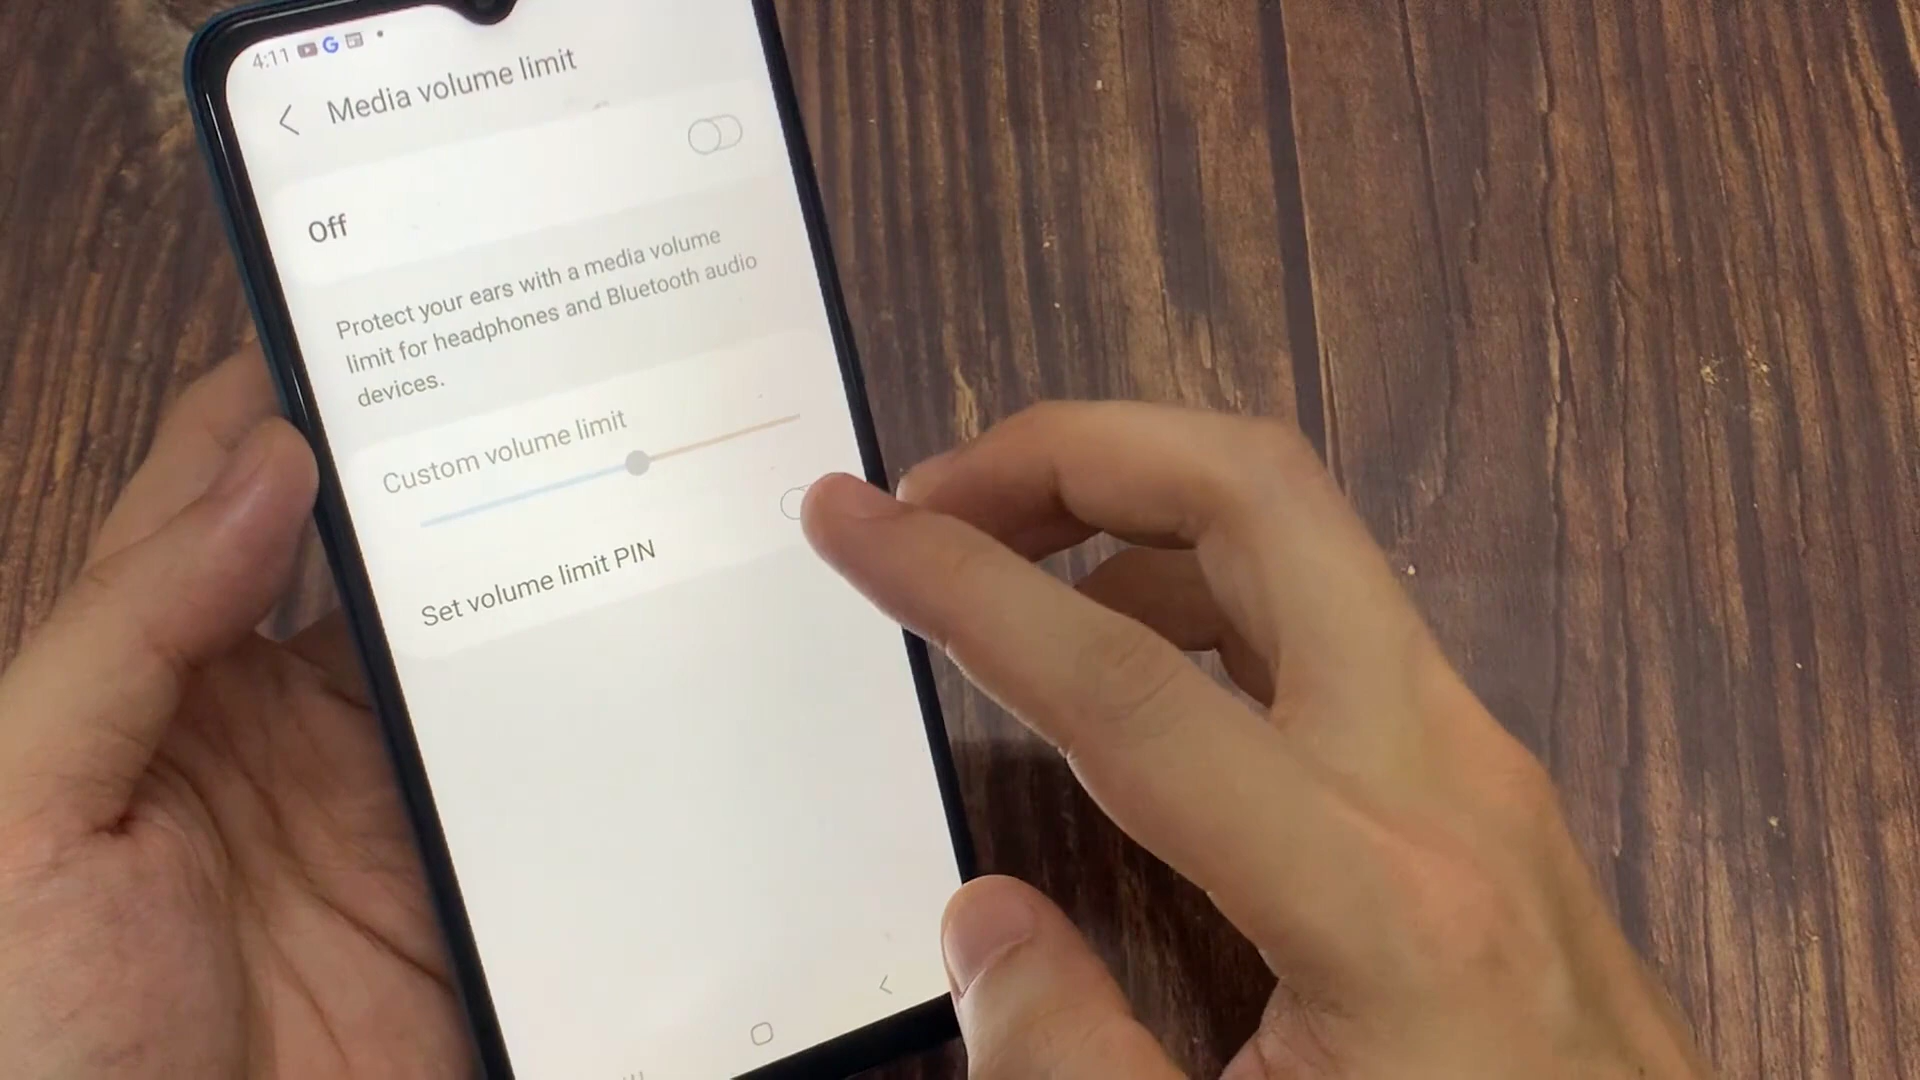 4:11 G
Media volume limit
Off
Protect your ears with a media volume
limit for headphones and Bluetooth audio
devices.
Custom volume limit
Set volume limit PIN